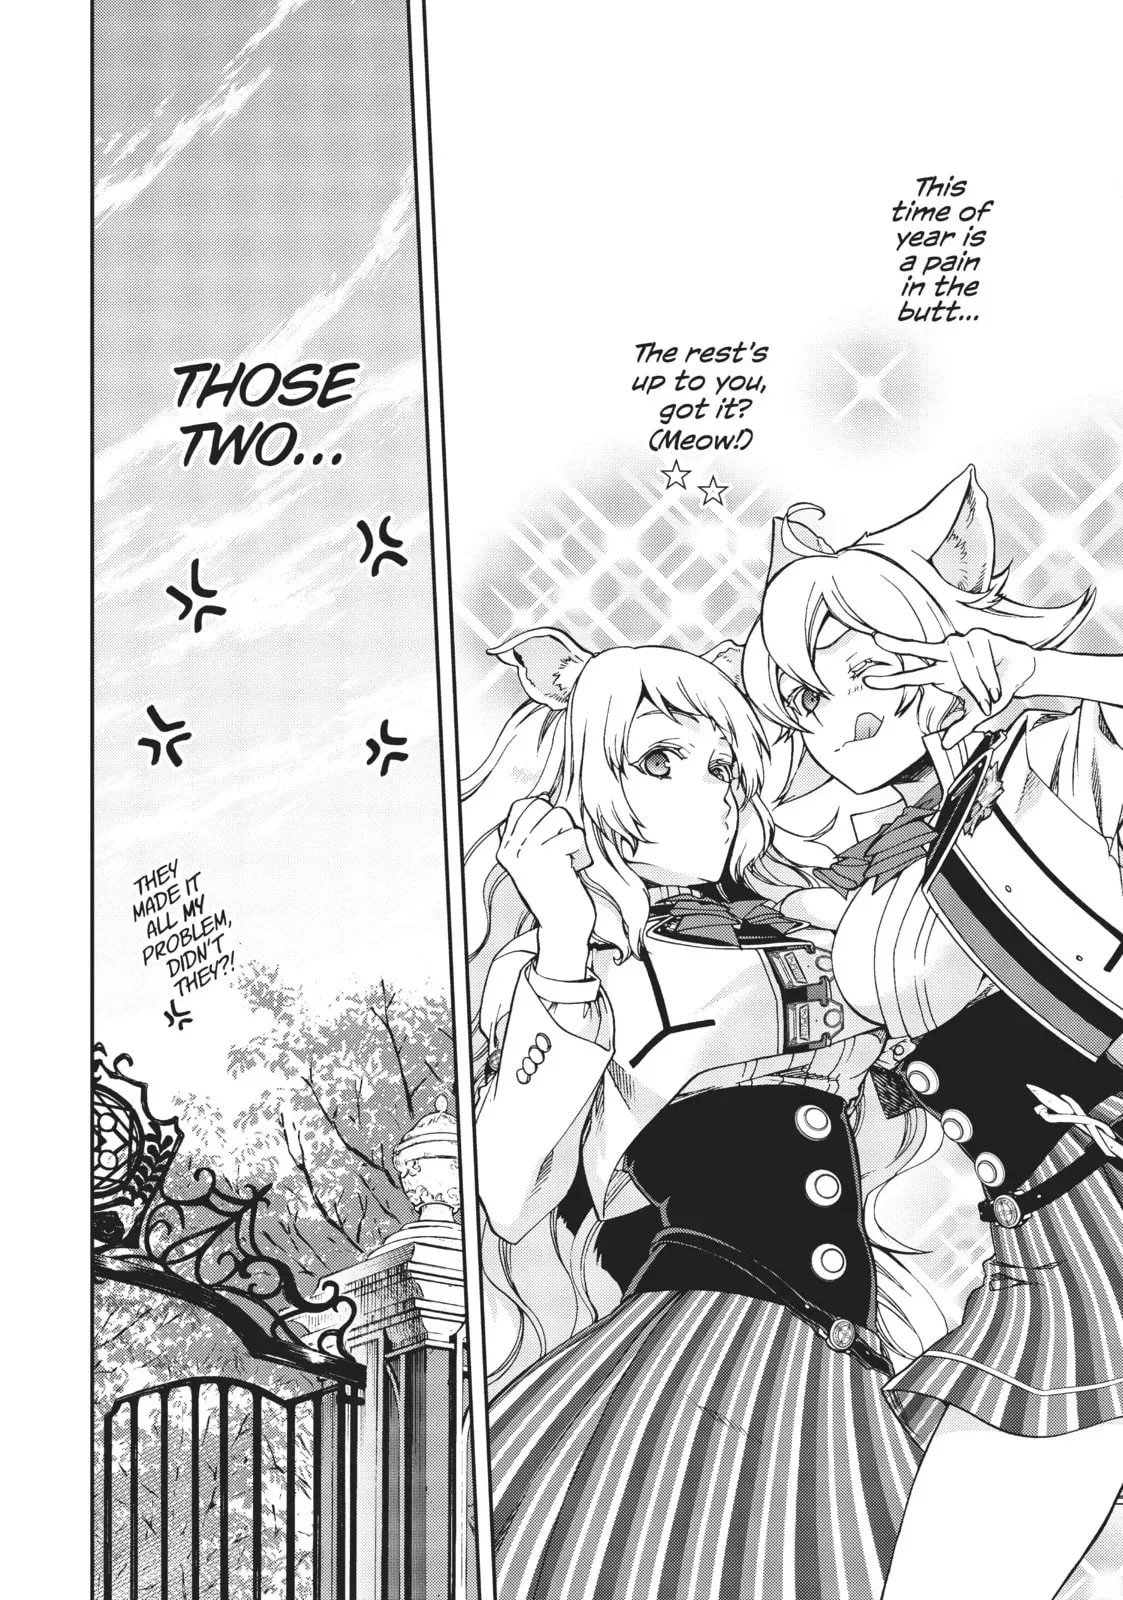 This
time of
year is
a pain
in the
butt...
The rest's
up to you,
got it?
(Meow!)
THOSE
TWO...
THEY
MADE IT
ALL MY
PROBLEM,
DIDN'T
THEY?!